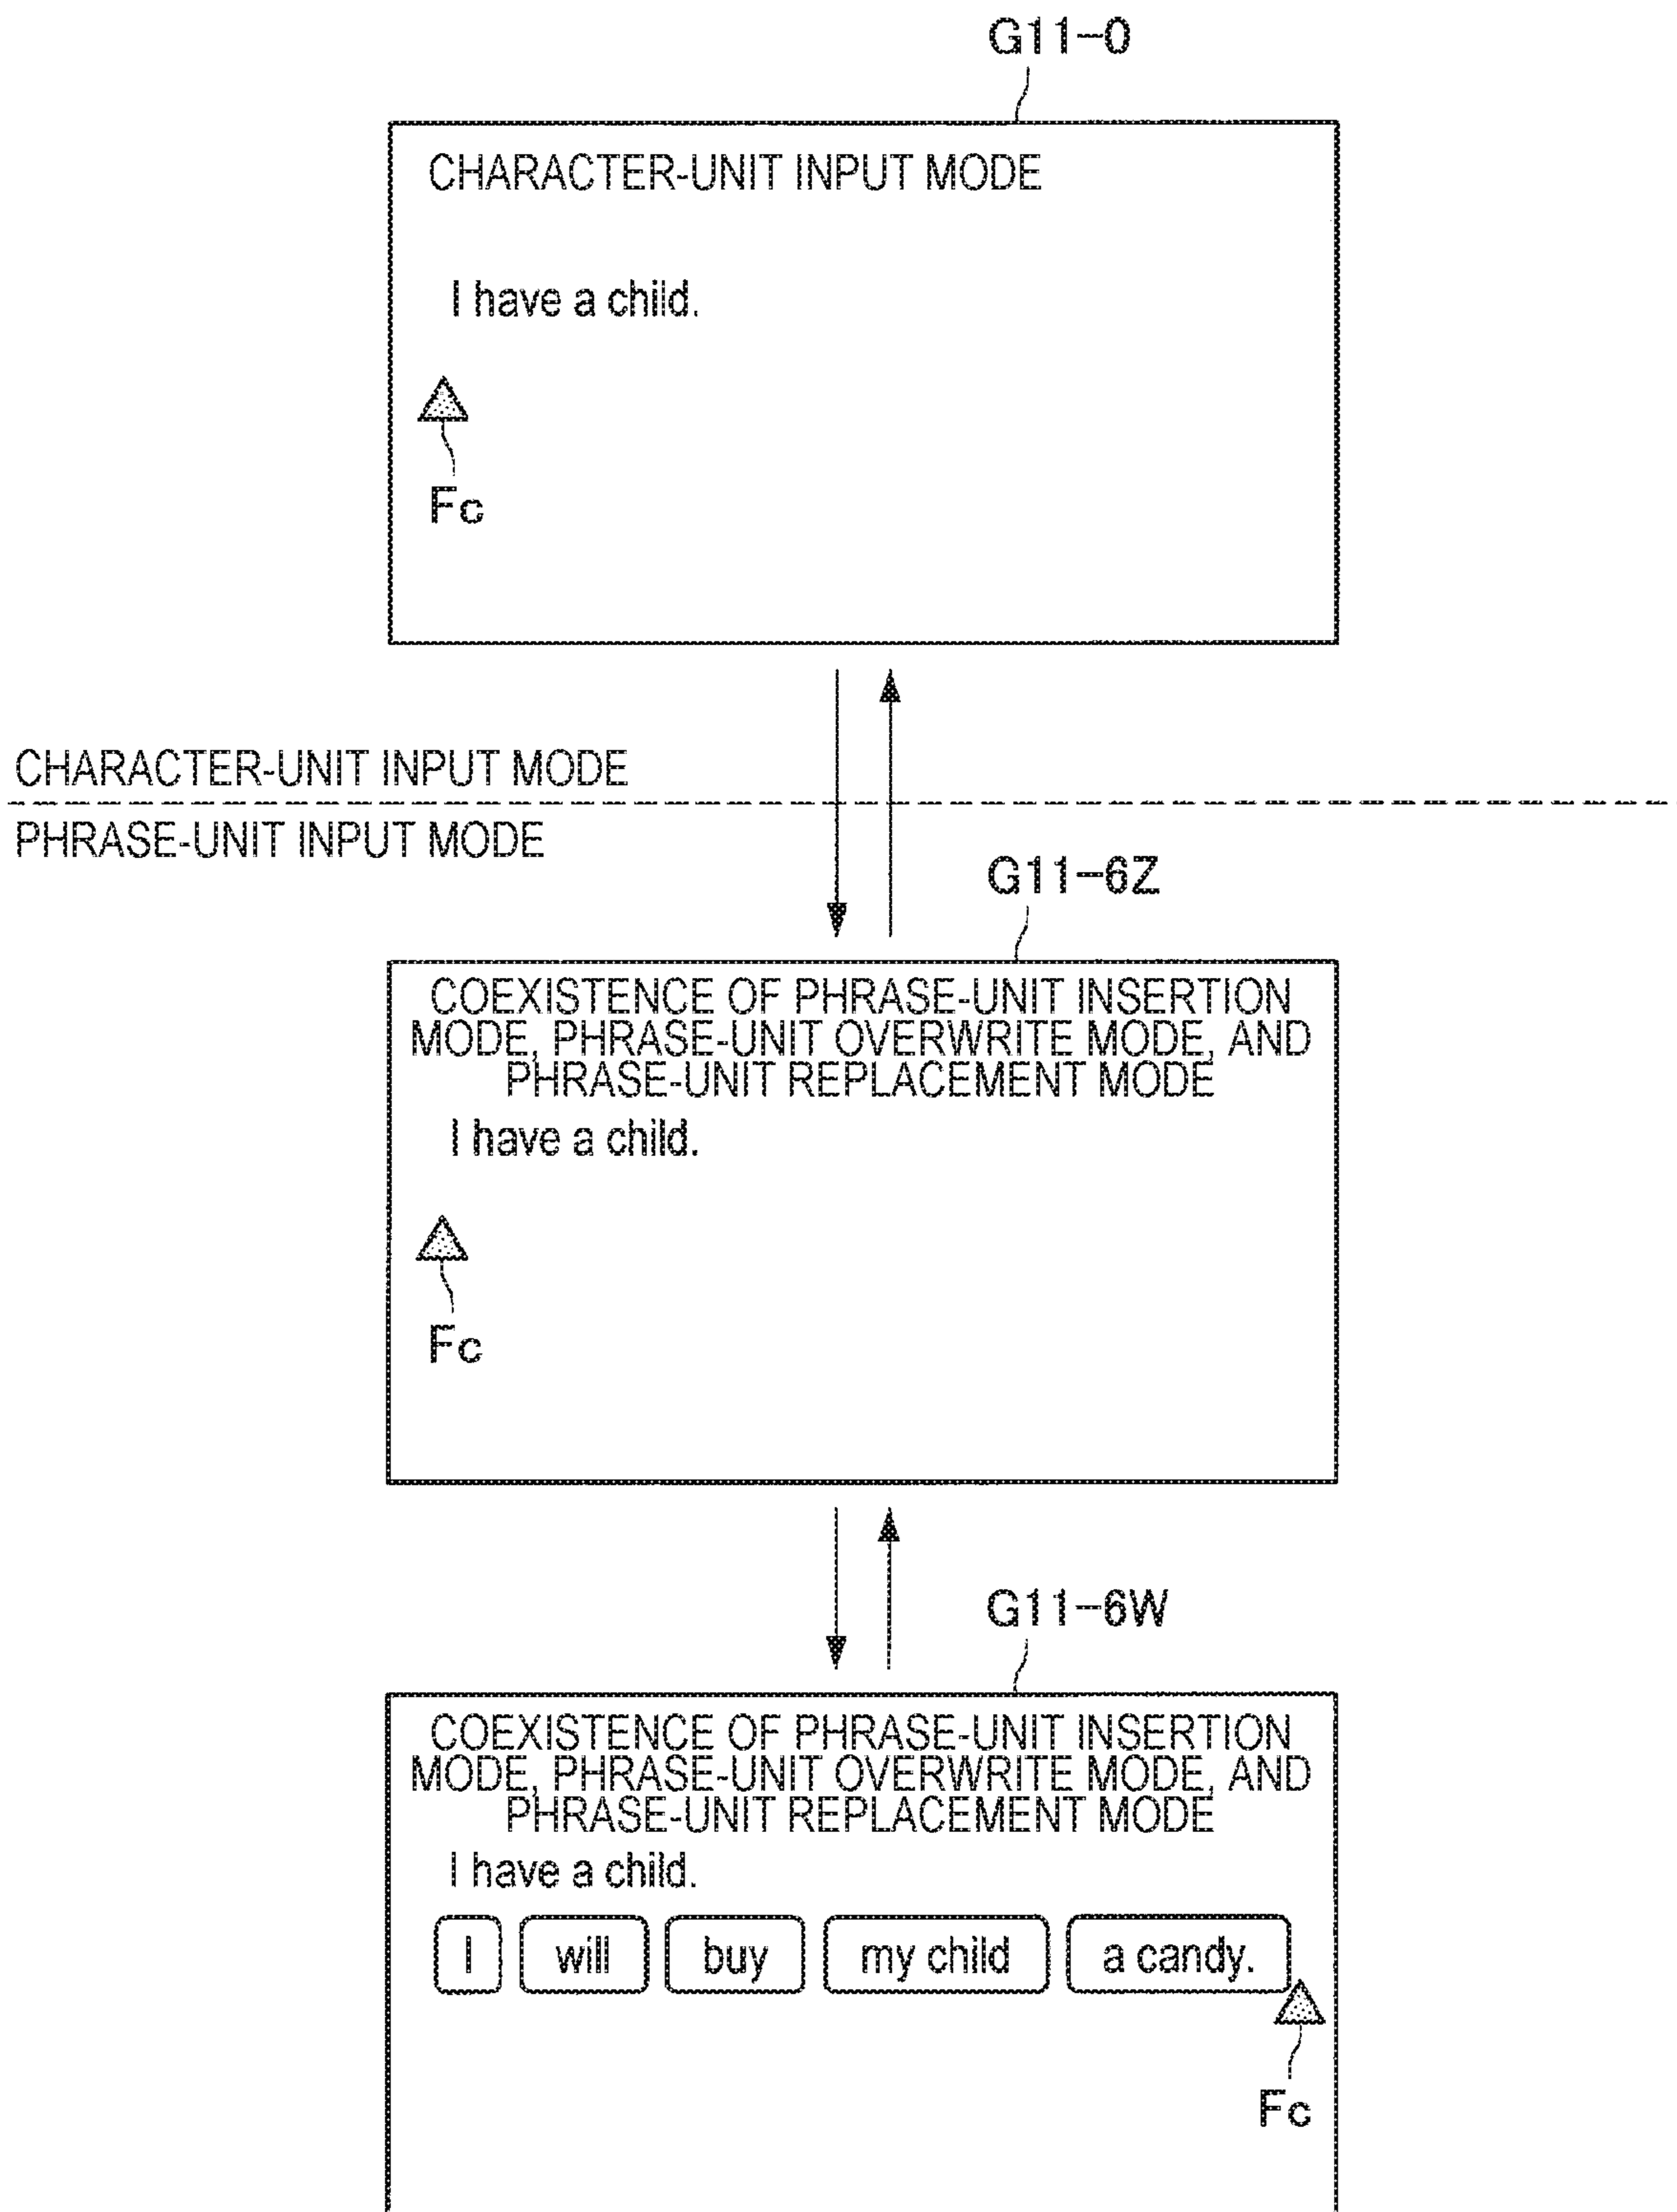 G11-0
CHARACTER-UNIT INPUT MODE
I have a child.
Fc
CHARACTER-UNIT INPUT MODE
PHRASE-UNIT INPUT MODE
G11-6Z
COEXISTENCE OF PHRASE-UNIT INSERTION
MODE, PHRASE-UNIT OVERWRITE MODE, AND
PHRASE-UNIT REPLACEMENT MODE
I have a child.
Fc
G11-6W
COEXISTENCE OF PHRASE-UNIT INSERTION
MODE, PHRASE-UNIT OVERWRITE MODE, AND
PHRASE-UNIT REPLACEMENT MODE
I have a child.
I will buy my child a candy.
Fc